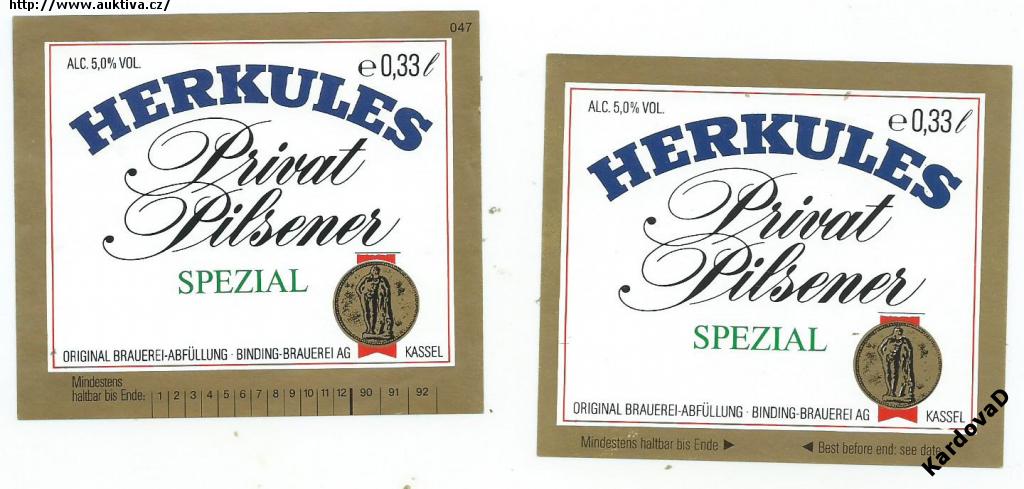 http://www.auktiva.cz/
047
ALC. 5,0% VOL.
e 0,33 l
HERKULES
Privat
Pilsener
SPEZIAL
ORIGINAL BRAUEREI-ABFÜLLUNG · BINDING-BRAUEREI AG KASSEL
Mindestens
haltbar bis Ende: 1 2 3 4 5 6 7 8 9 10 11 12 90 91 92
ALC. 5,0% VOL.
e 0,33 l
HERKULES
Privat
Pilsener
SPEZIAL
ORIGINAL BRAUEREI-ABFÜLLUNG · BINDING-BRAUEREI AG KASSEL
Mindestens haltbar bis Ende ▶ ◀ Best before end: see date
KardovaD